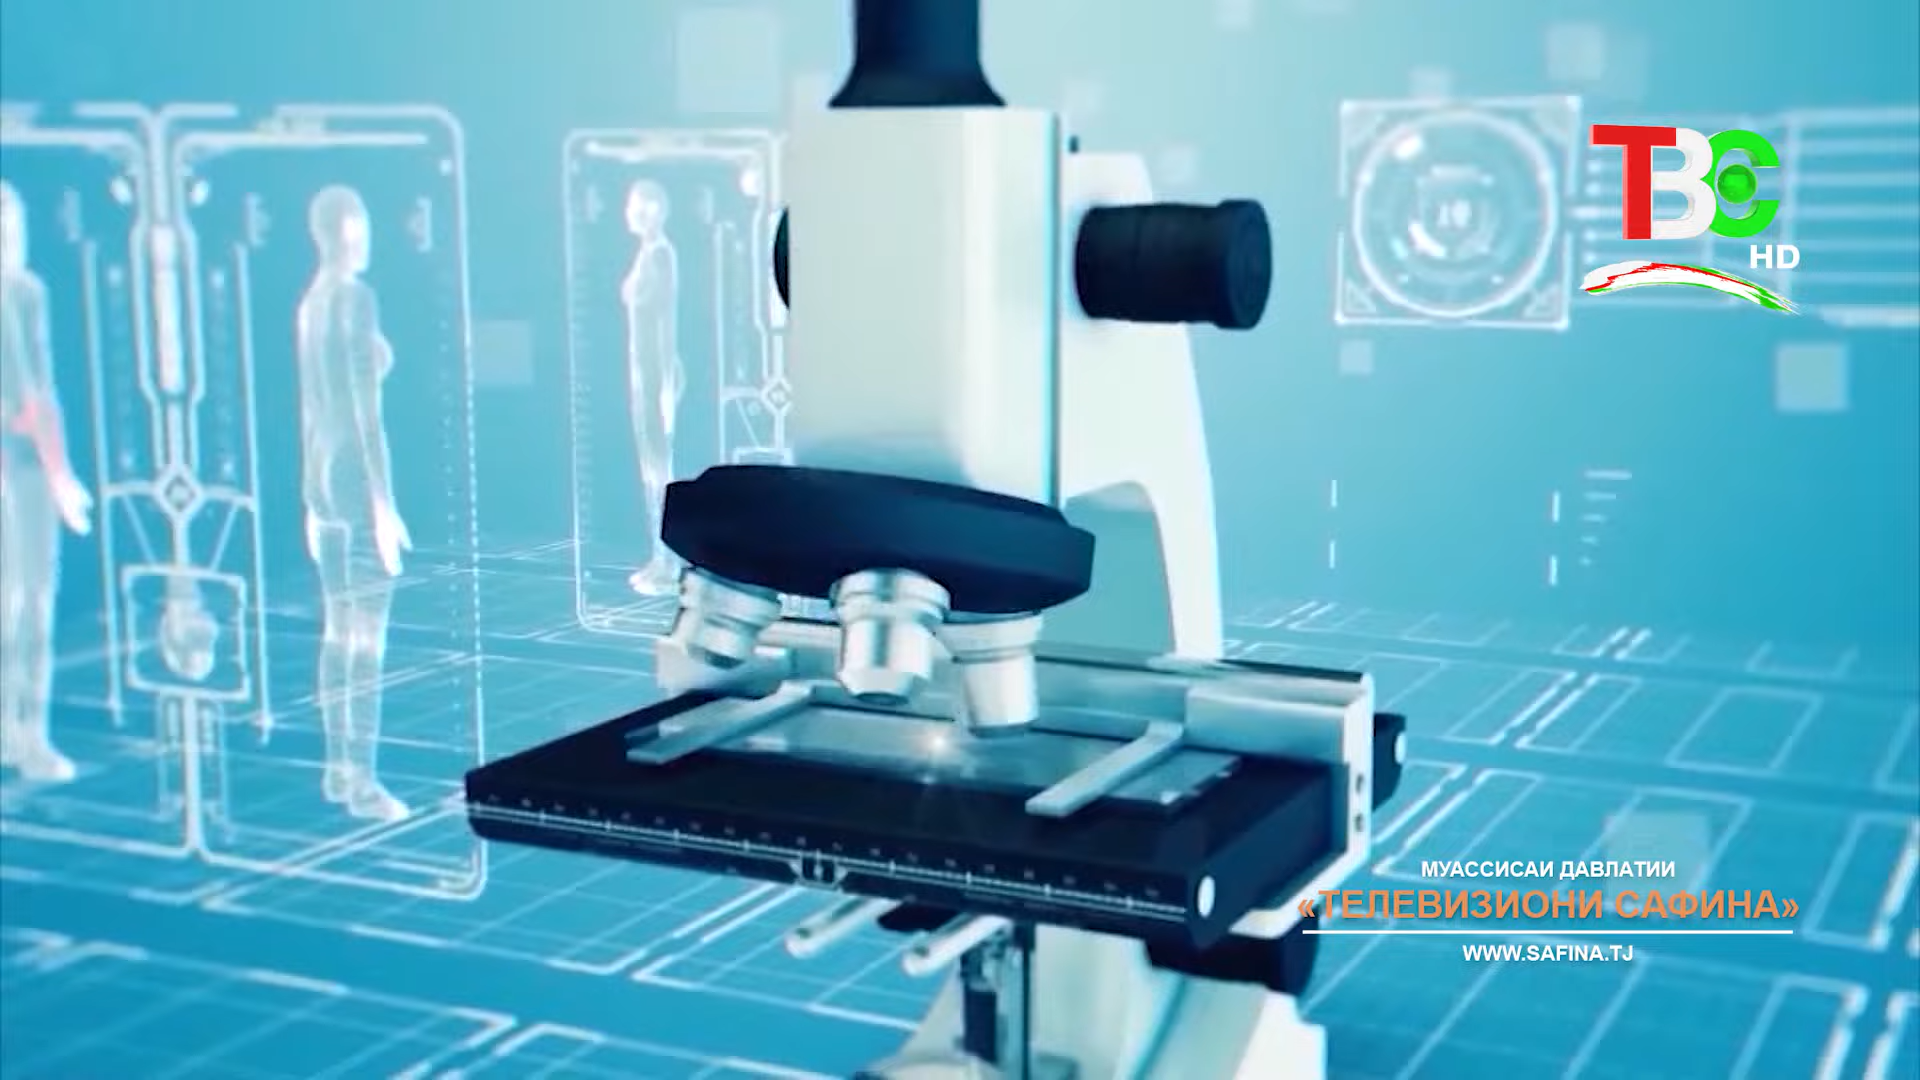 ТВС
HD
МУАССИСАИ ДАВЛАТИИ
«ТЕЛЕВИЗИОНИ САФИНА»
WWW.SAFINA.TJ